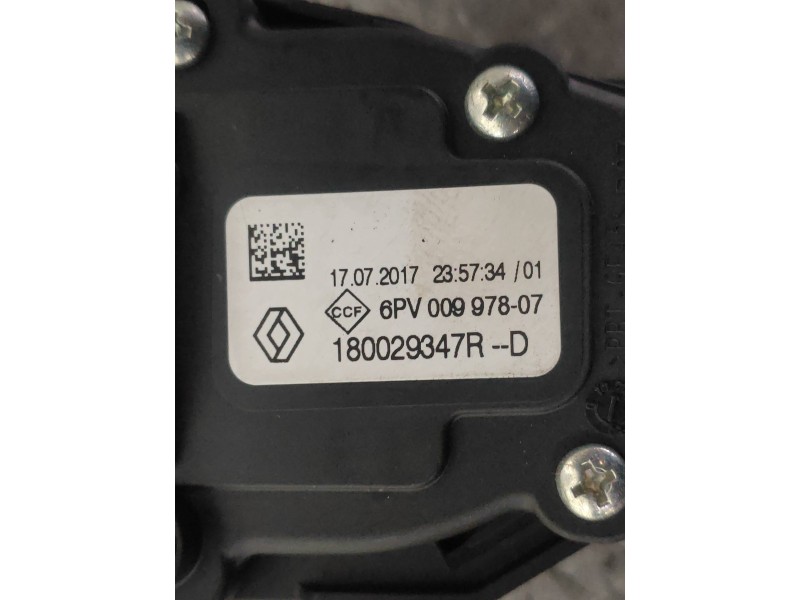 17.07.2017 23:57:34 /01
CCF 6PV 009 978-07
180029347R --D